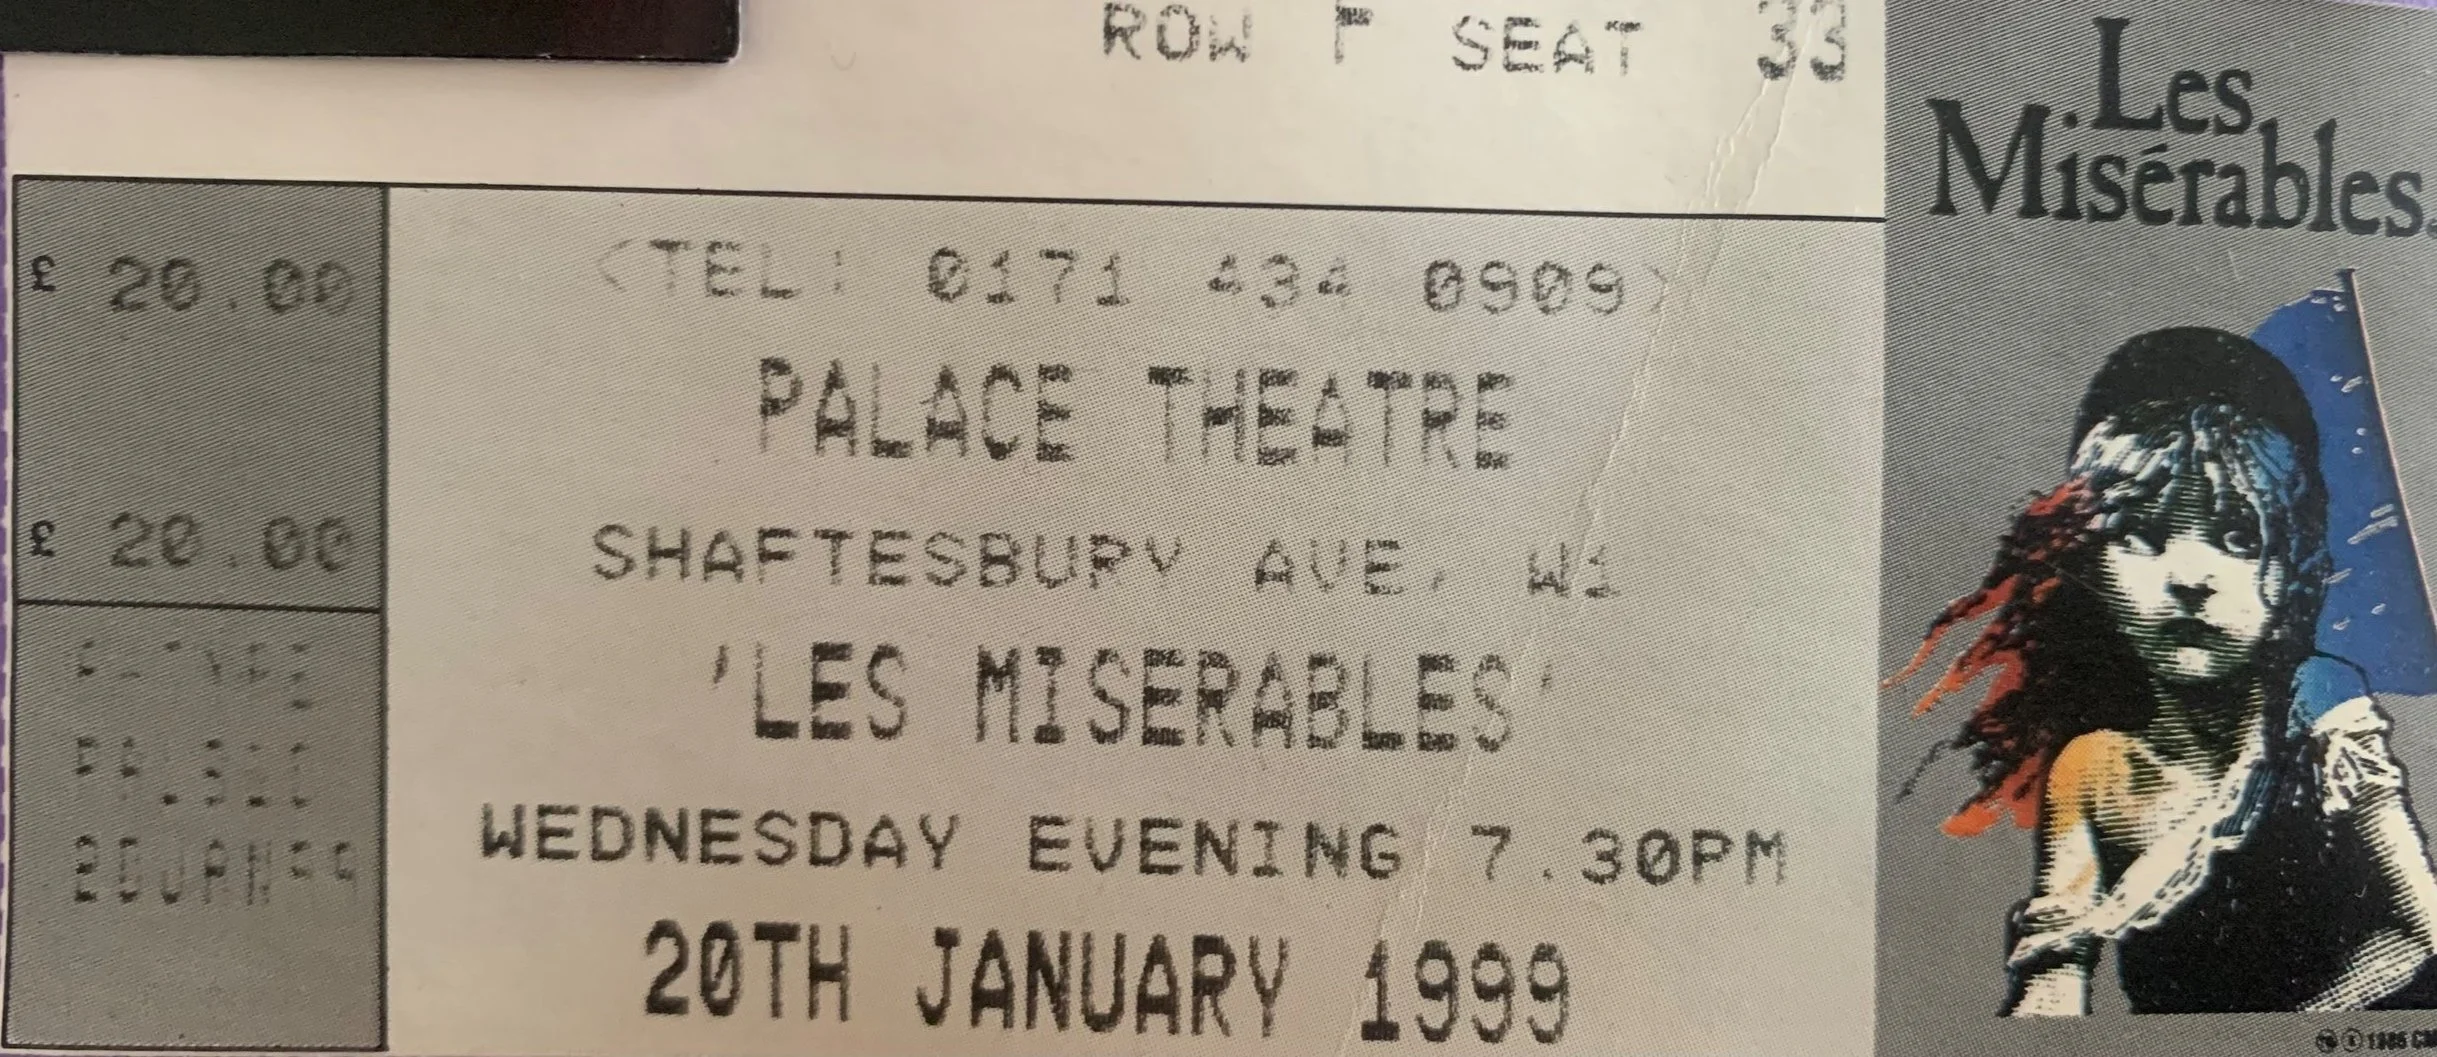 ROW F SEAT 33
Les
Misérables
£ 20.00
£ 20.00
20JAN99
<TEL: 0171 434 0909>
PALACE THEATRE
SHAFTESBURY AVE, W1
'LES MISERABLES'
WEDNESDAY EVENING 7.30PM
20TH JANUARY 1999